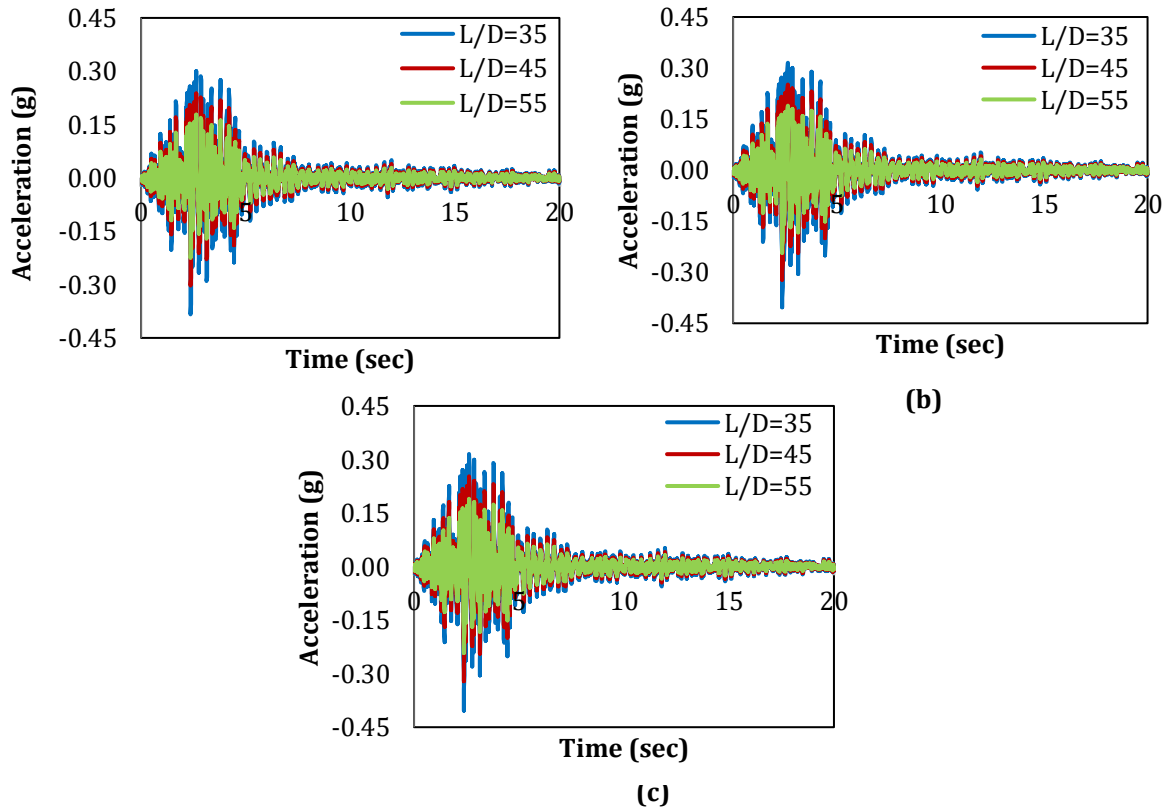 0.45
0.30
0.15
0.00
-0.15
-0.30
-0.45
Acceleration (g)
0
5
10
15
20
Time (sec)
L/D=35
L/D=45
L/D=55
0.45
0.30
0.15
0.00
-0.15
-0.30
-0.45
Acceleration (g)
0
5
10
15
20
Time (sec)
L/D=35
L/D=45
L/D=55
(b)
0.45
0.30
0.15
0.00
-0.15
-0.30
-0.45
Acceleration (g)
0
5
10
15
20
Time (sec)
L/D=35
L/D=45
L/D=55
(c)